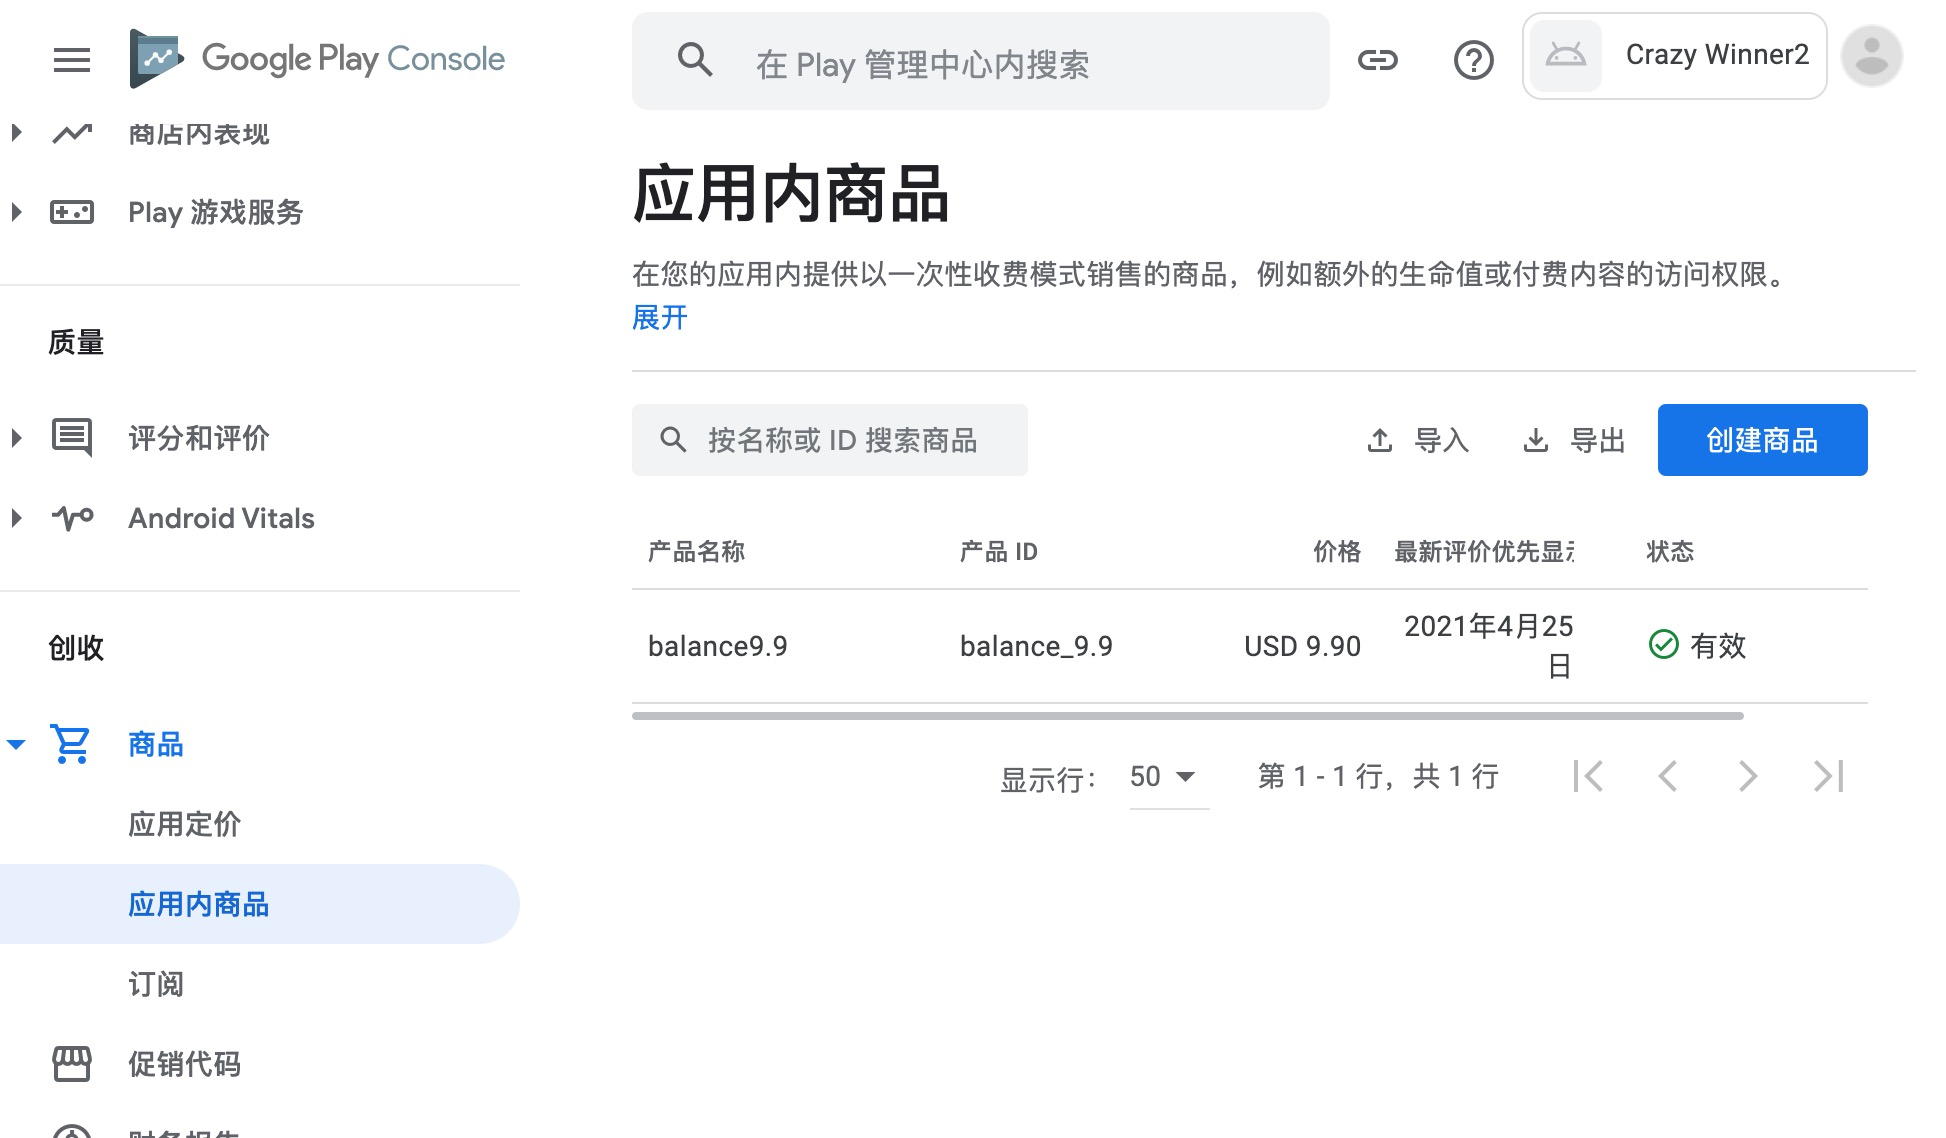 Google Play Console
在 Play 管理中心内搜索
Crazy Winner2
商店内表现
Play 游戏服务
质量
评分和评价
Android Vitals
创收
商品
应用定价
应用内商品
订阅
促销代码
财务报告
应用内商品
在您的应用内提供以一次性收费模式销售的商品，例如额外的生命值或付费内容的访问权限。
展开
按名称或 ID 搜索商品
导入
导出
创建商品
产品名称
产品 ID
价格
最新评价优先显示
状态
balance9.9
balance_9.9
USD 9.90
2021年4月25
日
有效
显示行：
50
第 1 - 1 行，共 1 行